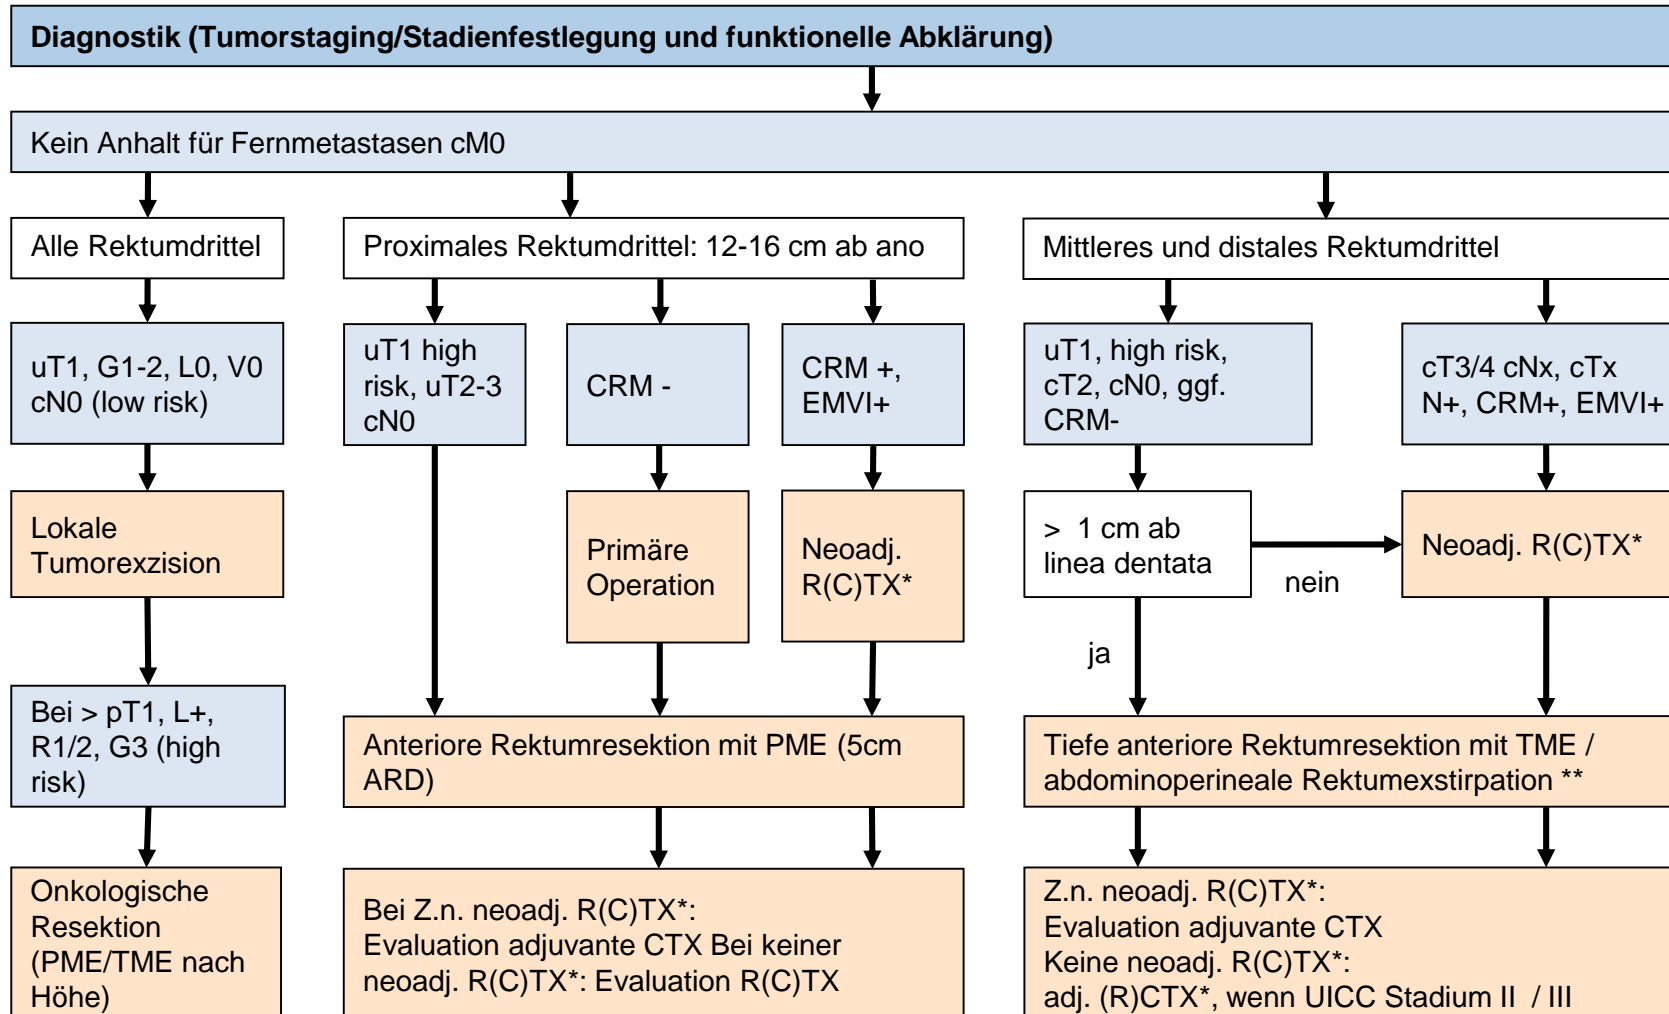 Diagnostik (Tumorstaging/Stadienfestlegung und funktionelle Abklärung)
Kein Anhalt für Fernmetastasen cM0
Alle Rektumdrittel
Proximales Rektumdrittel: 12-16 cm ab ano
Mittleres und distales Rektumdrittel
uT1, G1-2, L0, V0
cN0 (low risk)
uT1 high
risk, uT2-3
cN0
CRM -
CRM +,
EMVI+
uT1, high risk,
cT2, cN0, ggf.
CRM-
cT3/4 cNx, cTx
N+, CRM+, EMVI+
Lokale
Tumorexzision
Primäre
Operation
Neoadj.
R(C)TX*
> 1 cm ab
linea dentata
nein
Neoadj. R(C)TX*
ja
Bei > pT1, L+,
R1/2, G3 (high
risk)
Anteriore Rektumresektion mit PME (5cm
ARD)
Tiefe anteriore Rektumresektion mit TME /
abdominoperineale Rektumexstirpation **
Onkologische
Resektion
(PME/TME nach
Höhe)
Bei Z.n. neoadj. R(C)TX*:
Evaluation adjuvante CTX Bei keiner
neoadj. R(C)TX*: Evaluation R(C)TX
Z.n. neoadj. R(C)TX*:
Evaluation adjuvante CTX
Keine neoadj. R(C)TX*:
adj. (R)CTX*, wenn UICC Stadium II / III